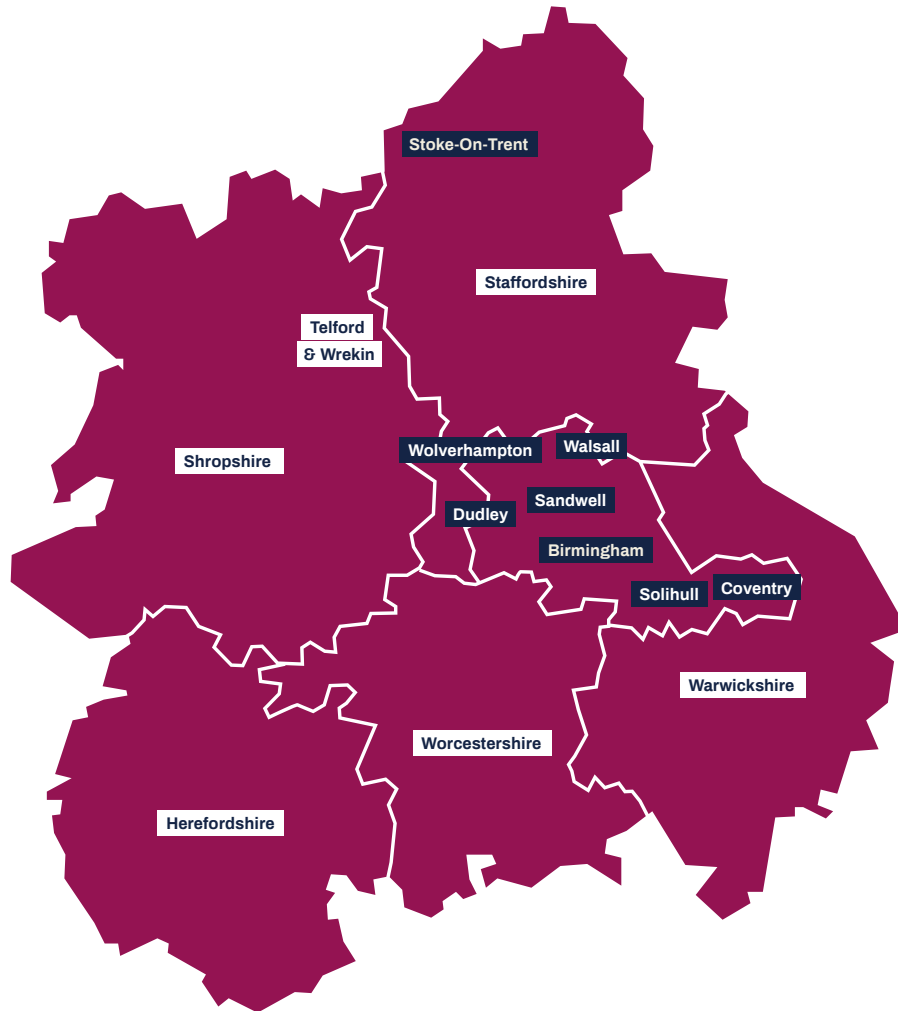 Stoke-On-Trent
Staffordshire
Telford
& Wrekin
Shropshire
Wolverhampton
Walsall
Sandwell
Dudley
Birmingham
Solihull
Coventry
Warwickshire
Worcestershire
Herefordshire